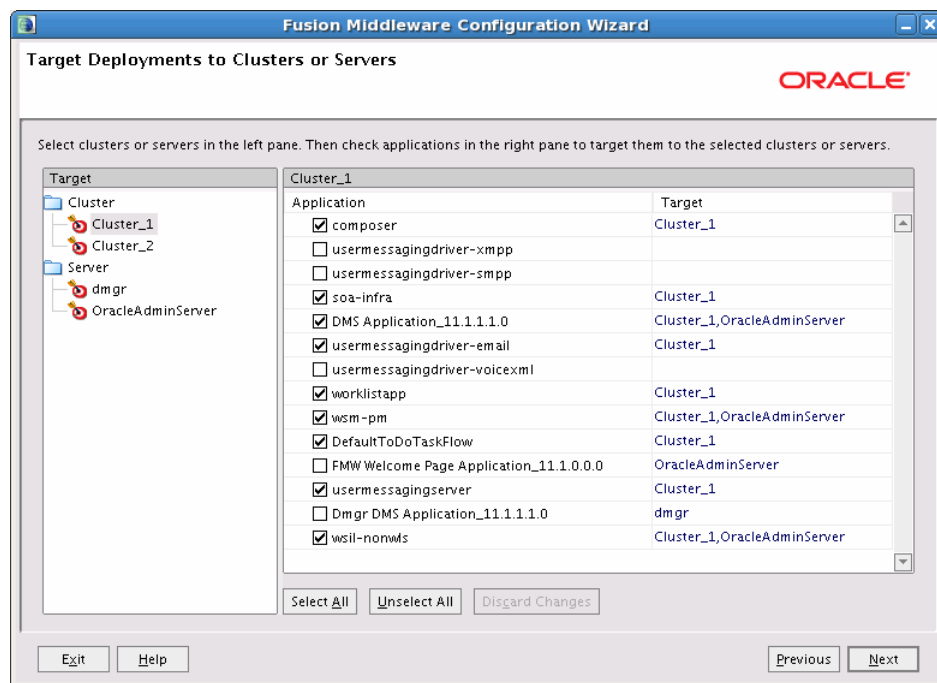 Fusion Middleware Configuration Wizard
Target Deployments to Clusters or Servers
ORACLE
Select clusters or servers in the left pane. Then check applications in the right pane to target them to the selected clusters or servers.
Target
Cluster
Cluster_1
Cluster_2
Server
dmgr
OracleAdminServer
Cluster_1
Application Target
composer Cluster_1
usermessagingdriver-xmpp
usermessagingdriver-smpp
soa-infra Cluster_1
DMS Application_11.1.1.1.0 Cluster_1,OracleAdminServer
usermessagingdriver-email Cluster_1
usermessagingdriver-voicexml
worklistapp Cluster_1
wsm-pm Cluster_1,OracleAdminServer
DefaultToDoTaskFlow Cluster_1
FMW Welcome Page Application_11.1.0.0.0 OracleAdminServer
usermessagingserver Cluster_1
Dmgr DMS Application_11.1.1.1.0 dmgr
wsil-nonwls Cluster_1,OracleAdminServer
Select All Unselect All Discard Changes
Exit Help Previous Next